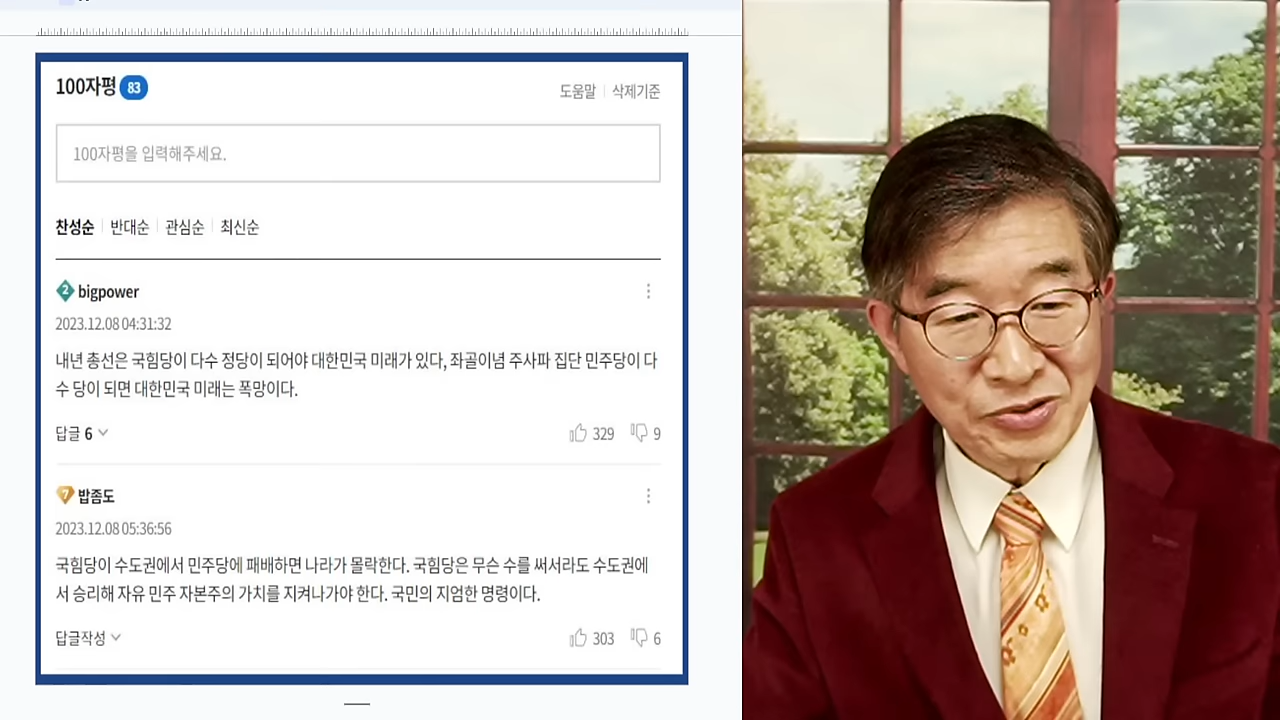 100자평 83
도움말 삭제기준
100자평을 입력해주세요.
찬성순 반대순 관심순 최신순
2 bigpower
2023.12.08 04:31:32
내년 총선은 국힘당이 다수 정당이 되어야 대한민국 미래가 있다, 좌골이념 주사파 집단 민주당이 다
수 당이 되면 대한민국 미래는 폭망이다.
답글 6
329 9
7 밥좀도
2023.12.08 05:36:56
국힘당이 수도권에서 민주당에 패배하면 나라가 몰락한다. 국힘당은 무슨 수를 써서라도 수도권에
서 승리해 자유 민주 자본주의 가치를 지켜나가야 한다. 국민의 지엄한 명령이다.
답글작성
303 6